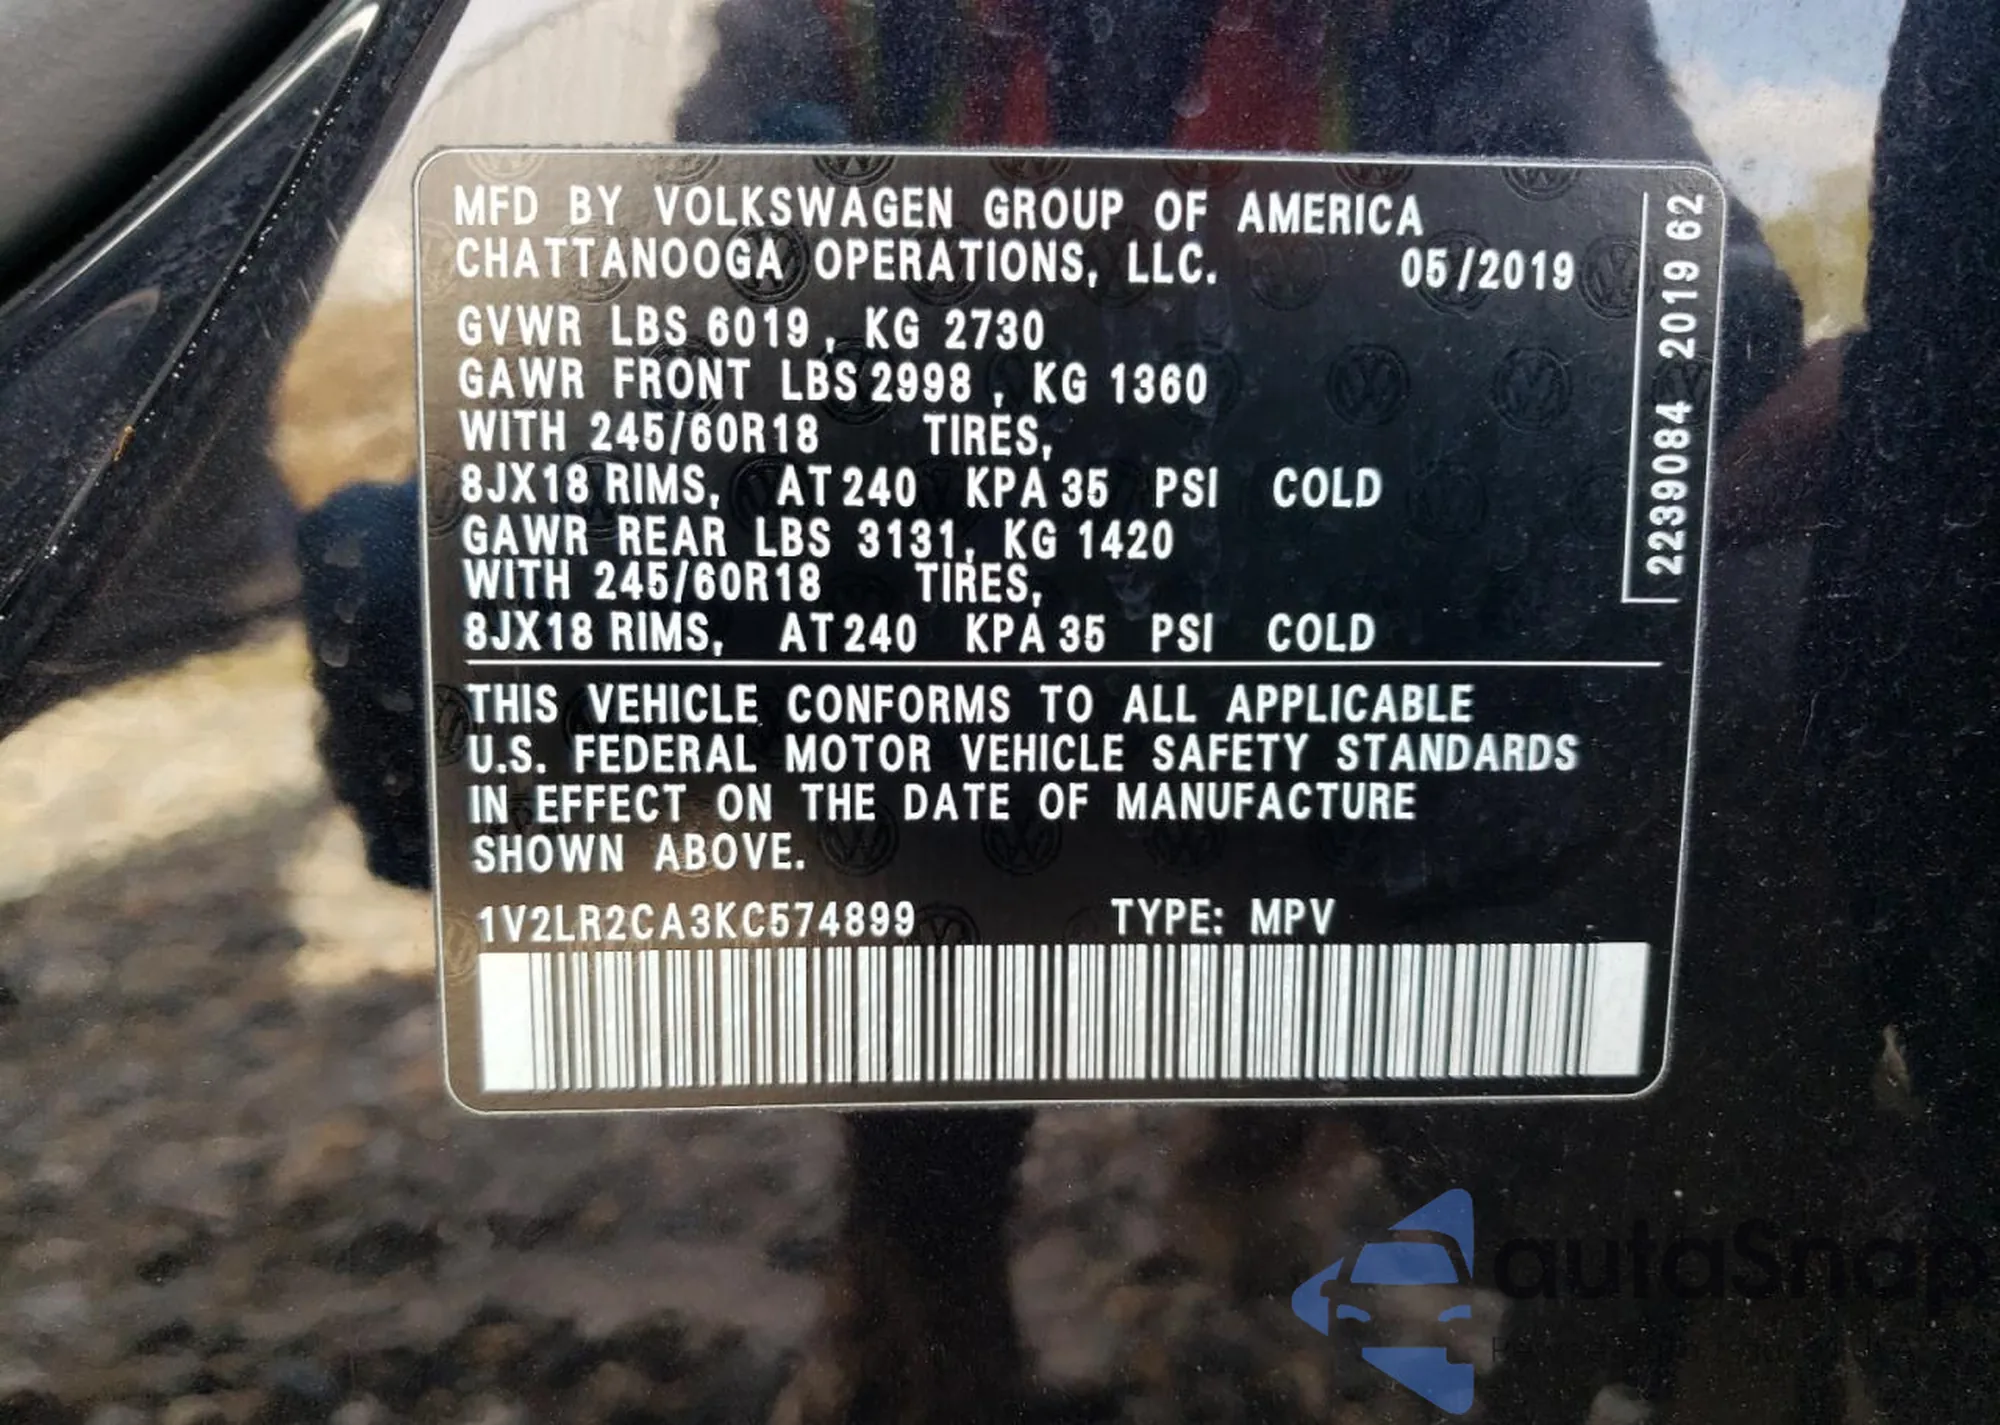 MFD BY VOLKSWAGEN GROUP OF AMERICA
CHATTANOOGA OPERATIONS, LLC. 05/2019
GVWR LBS 6019, KG 2730
GAWR FRONT LBS 2998, KG 1360
WITH 245/60R18 TIRES,
8JX18 RIMS, AT 240 KPA 35 PSI COLD
GAWR REAR LBS 3131, KG 1420
WITH 245/60R18 TIRES,
8JX18 RIMS, AT 240 KPA 35 PSI COLD
THIS VEHICLE CONFORMS TO ALL APPLICABLE
U.S. FEDERAL MOTOR VEHICLE SAFETY STANDARDS
IN EFFECT ON THE DATE OF MANUFACTURE
SHOWN ABOVE.
1V2LR2CA3KC574899 TYPE: MPV
2239084 2019 62
autaSnap